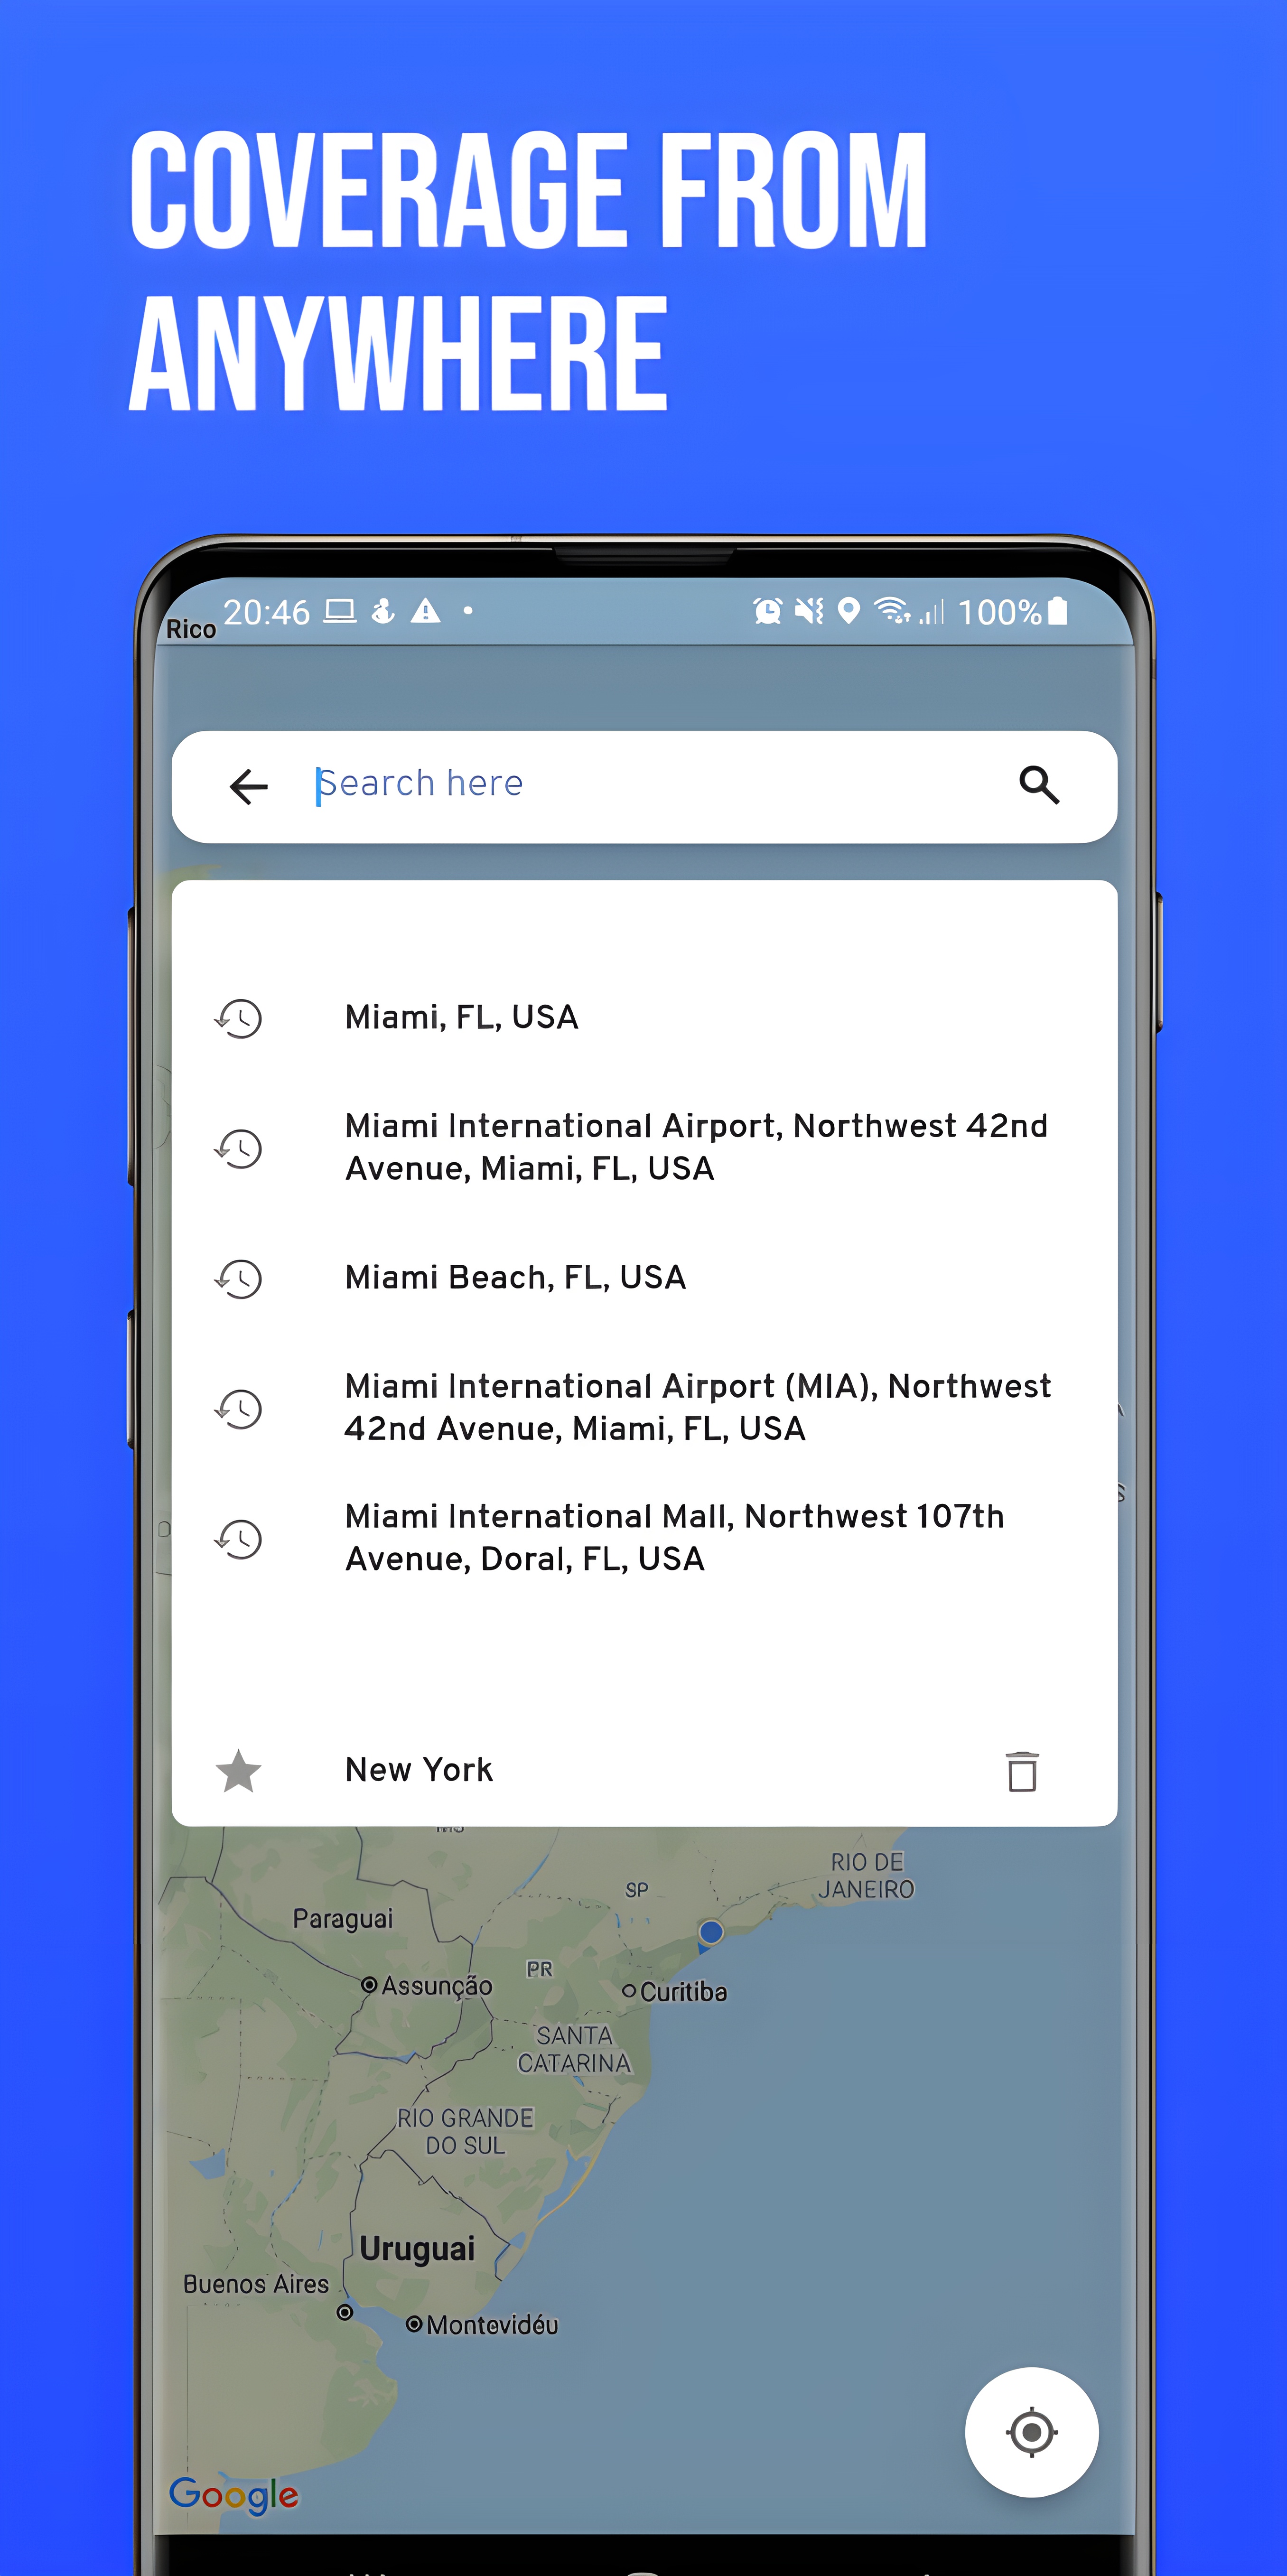 COVERAGE FROM
ANYWHERE
Rico
20:46
100%
Search here
Miami, FL, USA
Miami International Airport, Northwest 42nd
Avenue, Miami, FL, USA
Miami Beach, FL, USA
Miami International Airport (MIA), Northwest
42nd Avenue, Miami, FL, USA
Miami International Mall, Northwest 107th
Avenue, Doral, FL, USA
New York
RIO DE
JANEIRO
SP
Paraguai
PR
Assunção
Curitiba
SANTA
CATARINA
RIO GRANDE
DO SUL
Uruguai
Buenos Aires
Montevidéu
Google